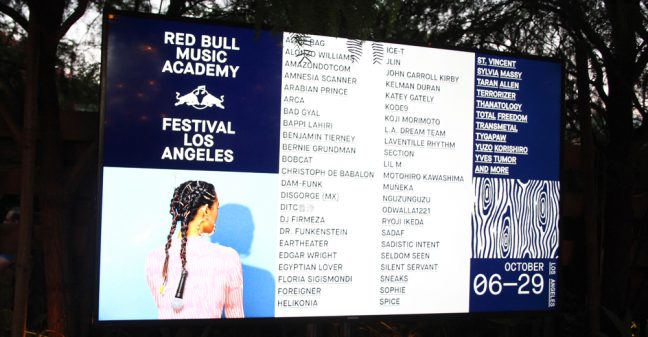 RED BULL
MUSIC
ACADEMY
FESTIVAL
LOS
ANGELES
BAG
ALONZO WILLIAMS
AMAZONDOTCOM
AMNESIA SCANNER
ARABIAN PRINCE
ARCA
BAD GYAL
BAPPI LAHIRI
BENJAMIN TIERNEY
BERNIE GRUNDMAN
BOBCAT
CHRISTOPH DE BABALON
DAM-FUNK
DISGORGE (MX)
DJ FIRMEZA
DR. FUNKENSTEIN
EARTHEATER
EDGAR WRIGHT
EGYPTIAN LOVER
FLORIA SIGISMONDI
FOREIGNER
HELIKONIA
ICE-T
JLIN
JOHN CARROLL KIRBY
KELMAN DURAN
KATEY GATELY
KODE9
KOJI MORIMOTO
L.A. DREAM TEAM
LAVENTILLE RHYTHM
SECTION
LIL M
MOTOHIRO KAWASHIMA
MUNEKA
NGUZUNGUZU
ODWALLA1221
RYOJI IKEDA
SADAF
SADISTIC INTENT
SELDOM SEEN
SILENT SERVANT
SNEAKS
SOPHIE
SPICE
ST. VINCENT
SYLVIA MASSY
TARAN ALLEN
TERRORIZER
THANATOLOGY
TOTAL FREEDOM
TRANSMETAL
TYGAPAW
YUZO KORISHIRO
YVES TUMOR
AND MORE
OCTOBER
06–29
LOS ANGELES